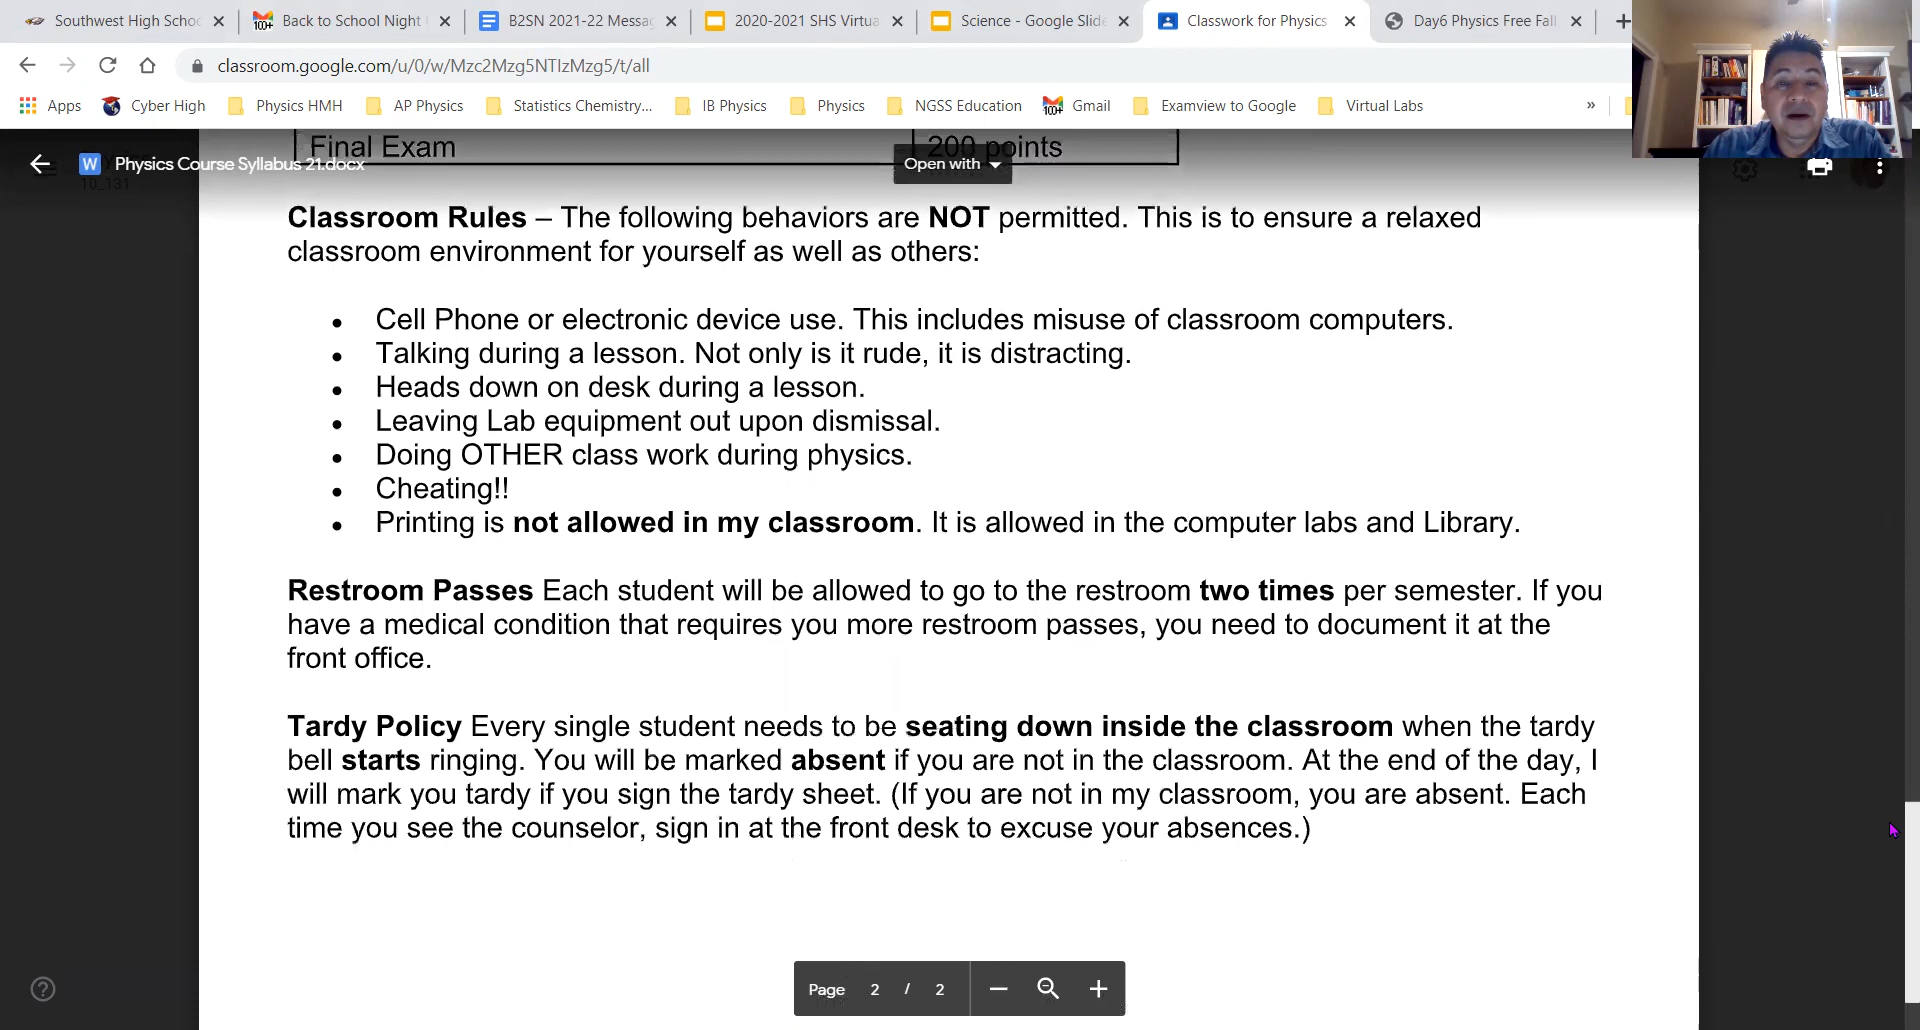 Southwest High Schoo
Back to School Night
B2SN 2021-22 Messag
2020-2021 SHS Virtua
Science - Google Slide
Classwork for Physics
Day6 Physics Free Fall
classroom.google.com/u/0/w/Mzc2Mzg5NTIzMzg5/t/all
Apps
Cyber High
Physics HMH
AP Physics
Statistics Chemistry...
IB Physics
Physics
NGSS Education
100+
Gmail
Examview to Google
Virtual Labs
»
Final Exam
200 points
W
Physics Course Syllabus 21.docx
Open with
10_131
Classroom Rules – The following behaviors are NOT permitted. This is to ensure a relaxed
classroom environment for yourself as well as others:
• Cell Phone or electronic device use. This includes misuse of classroom computers.
• Talking during a lesson. Not only is it rude, it is distracting.
• Heads down on desk during a lesson.
• Leaving Lab equipment out upon dismissal.
• Doing OTHER class work during physics.
• Cheating!!
• Printing is not allowed in my classroom. It is allowed in the computer labs and Library.
Restroom Passes Each student will be allowed to go to the restroom two times per semester. If you
have a medical condition that requires you more restroom passes, you need to document it at the
front office.
Tardy Policy Every single student needs to be seating down inside the classroom when the tardy
bell starts ringing. You will be marked absent if you are not in the classroom. At the end of the day, I
will mark you tardy if you sign the tardy sheet. (If you are not in my classroom, you are absent. Each
time you see the counselor, sign in at the front desk to excuse your absences.)
Page 2 / 2